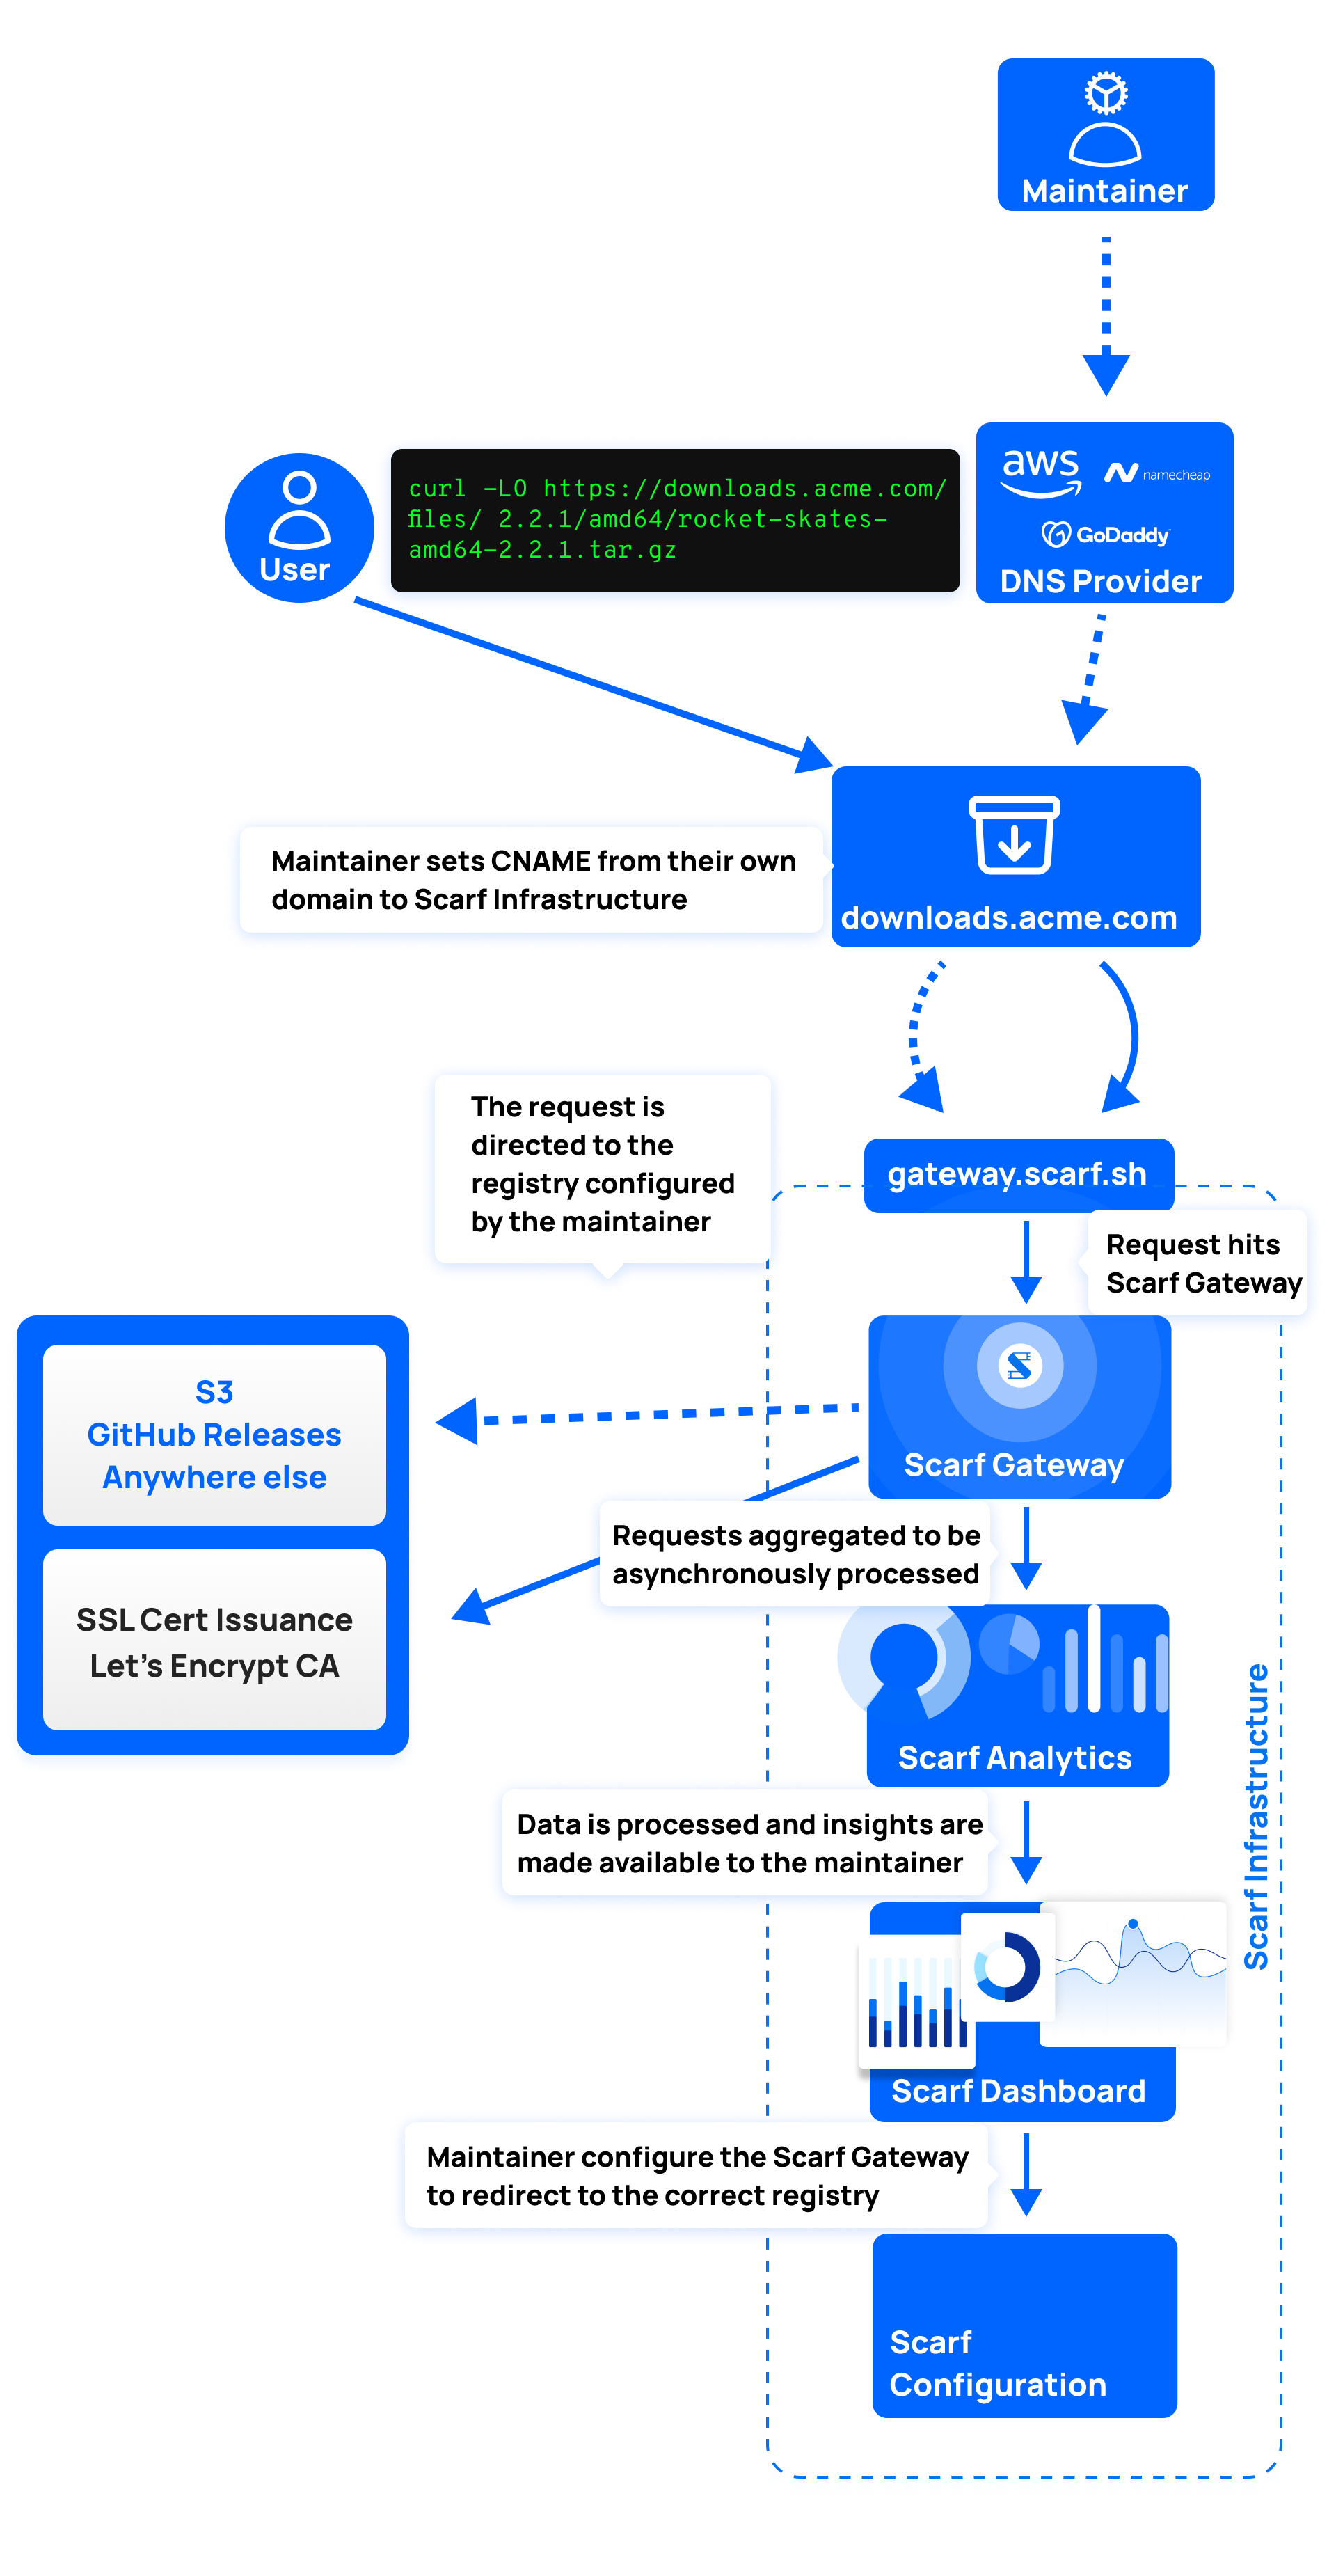 Maintainer
aws
namecheap
GoDaddy
DNS Provider
User
curl -LO https://downloads.acme.com/
files/ 2.2.1/amd64/rocket-skates-
amd64-2.2.1.tar.gz
Maintainer sets CNAME from their own
domain to Scarf Infrastructure
downloads.acme.com
The request is
directed to the
registry configured
by the maintainer
gateway.scarf.sh
Request hits
Scarf Gateway
S3
GitHub Releases
Anywhere else
SSL Cert Issuance
Let's Encrypt CA
Scarf Gateway
Requests aggregated to be
asynchronously processed
Scarf Analytics
Data is processed and insights are
made available to the maintainer
Scarf Infrastructure
Scarf Dashboard
Maintainer configure the Scarf Gateway
to redirect to the correct registry
Scarf
Configuration